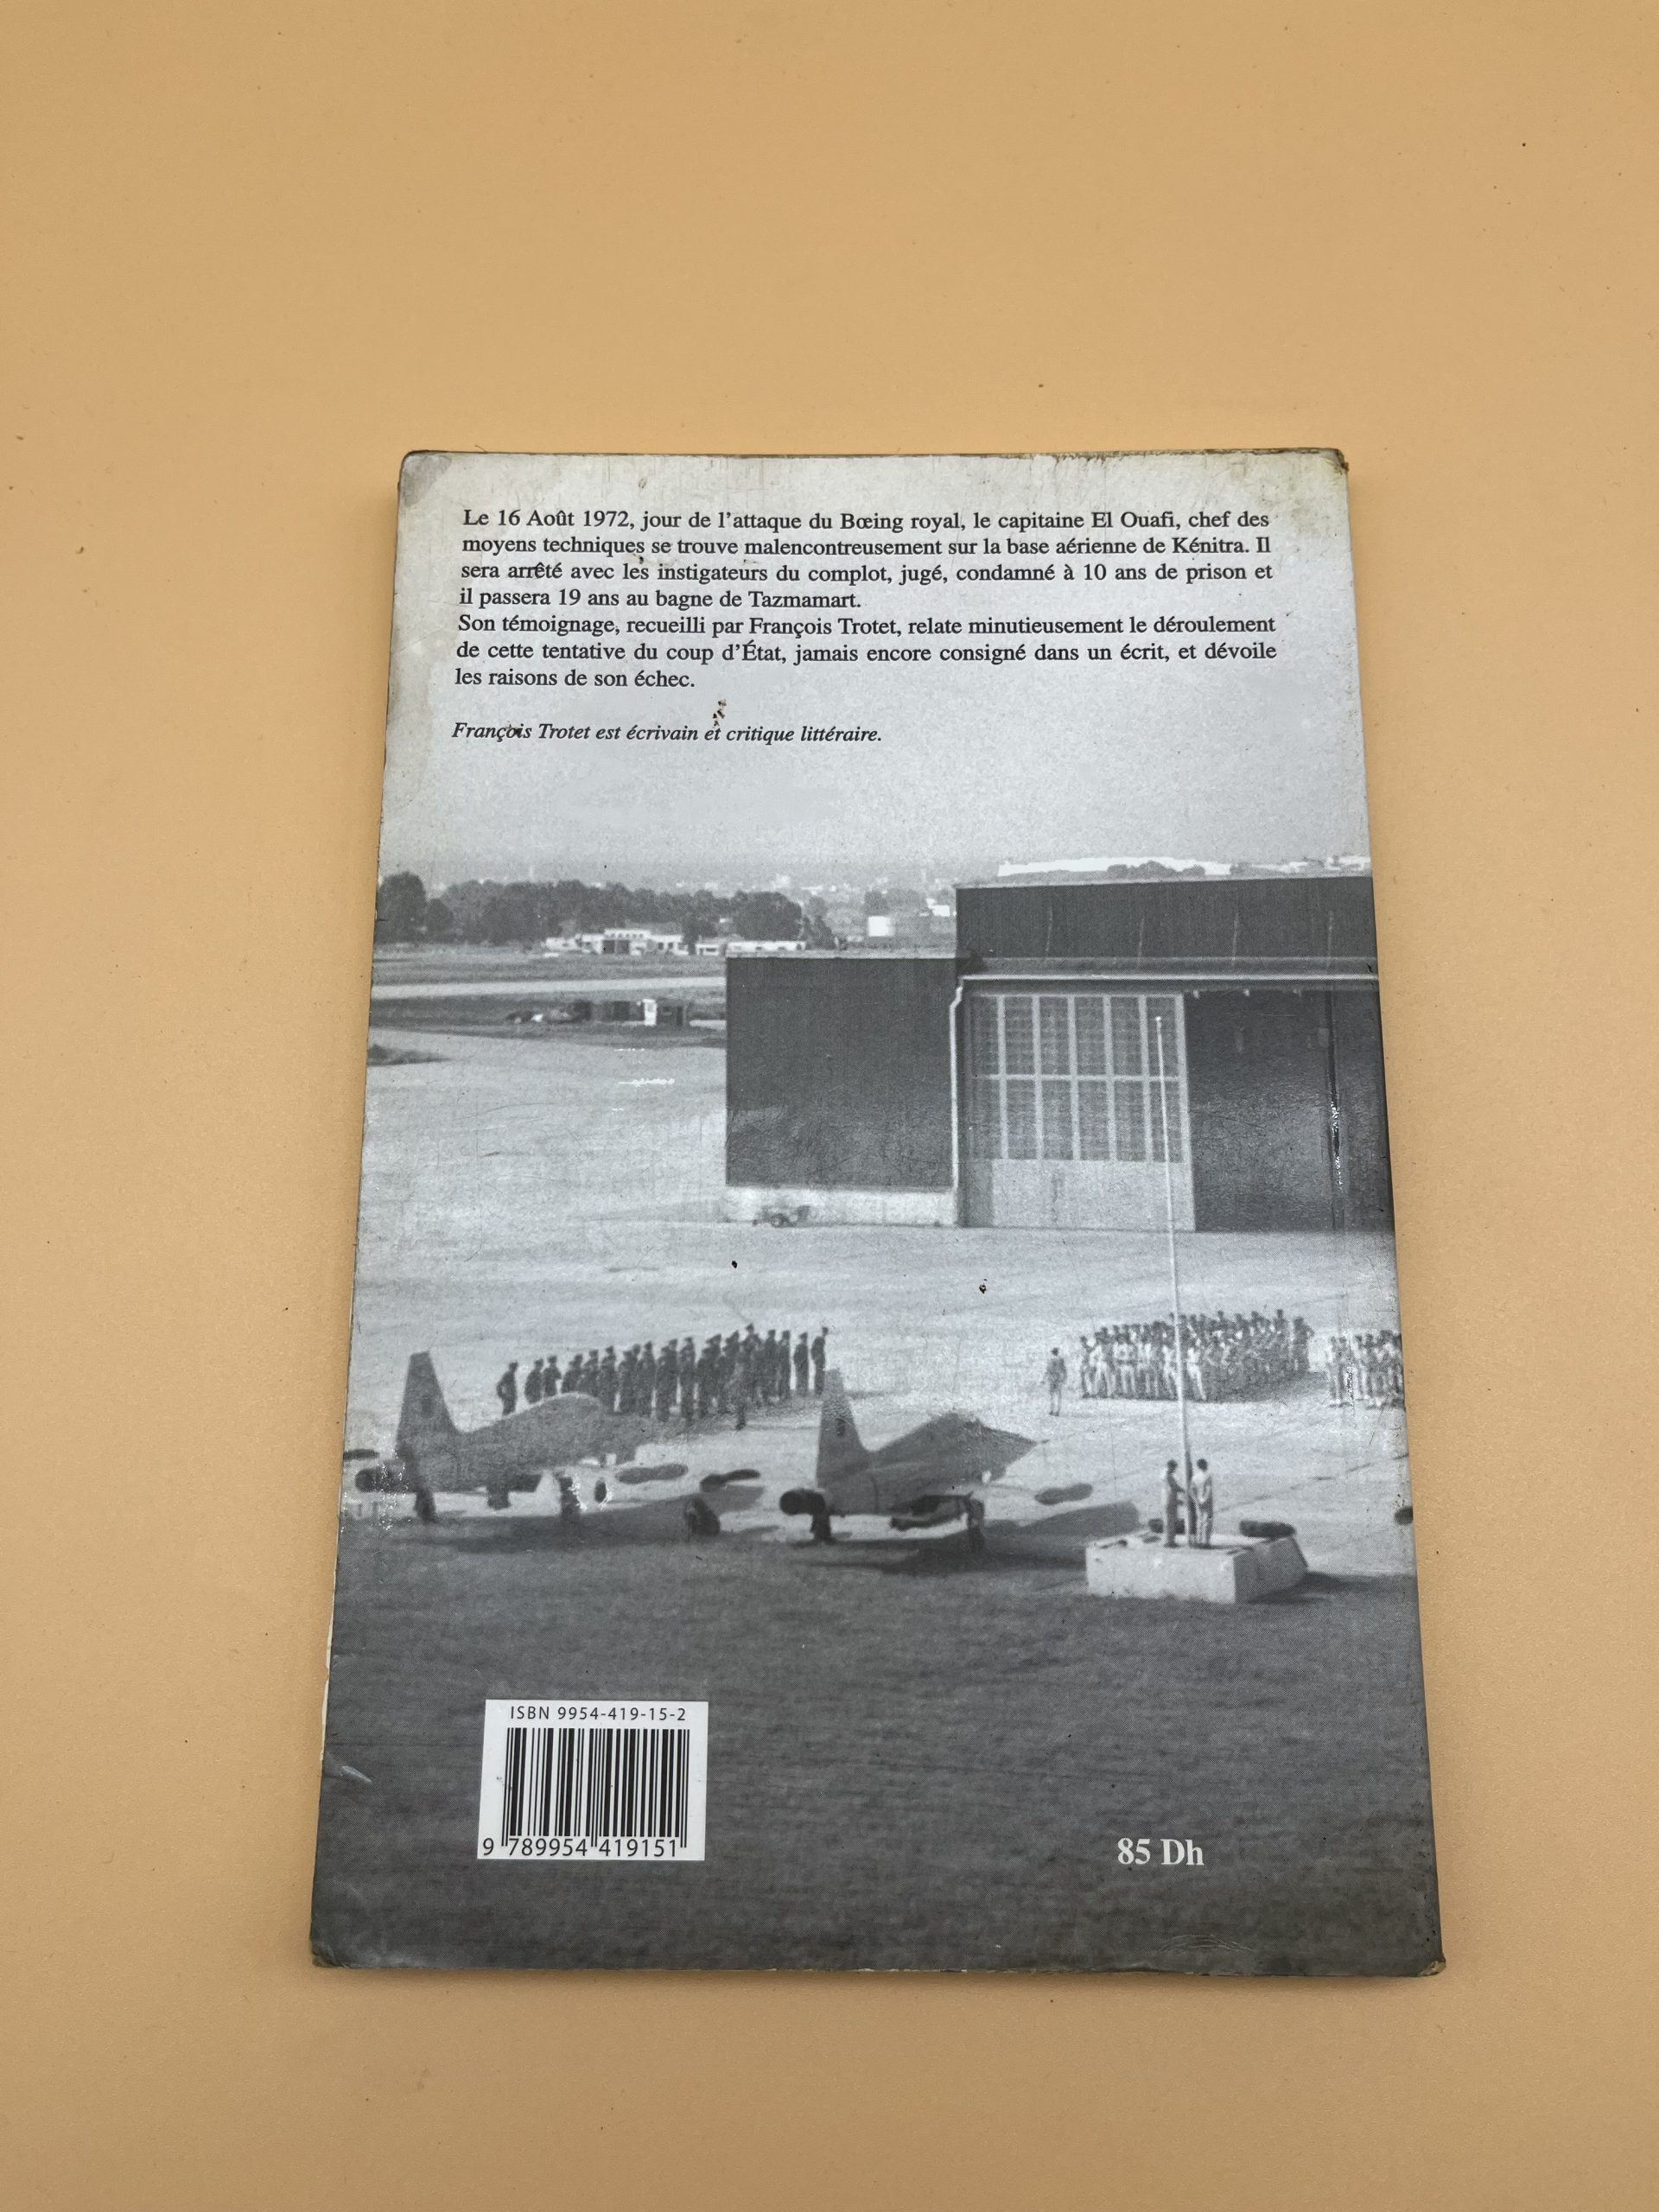 Le 16 Août 1972, jour de l'attaque du Bœing royal, le capitaine El Ouafi, chef des
moyens techniques se trouve malencontreusement sur la base aérienne de Kénitra. Il
sera arrêté avec les instigateurs du complot, jugé, condamné à 10 ans de prison et
il passera 19 ans au bagne de Tazmamart.
Son témoignage, recueilli par François Trotet, relate minutieusement le déroulement
de cette tentative du coup d'État, jamais encore consigné dans un écrit, et dévoile
les raisons de son échec.
François Trotet est écrivain et critique littéraire.
ISBN 9954-419-15-2
9 789954 419151
85 Dh